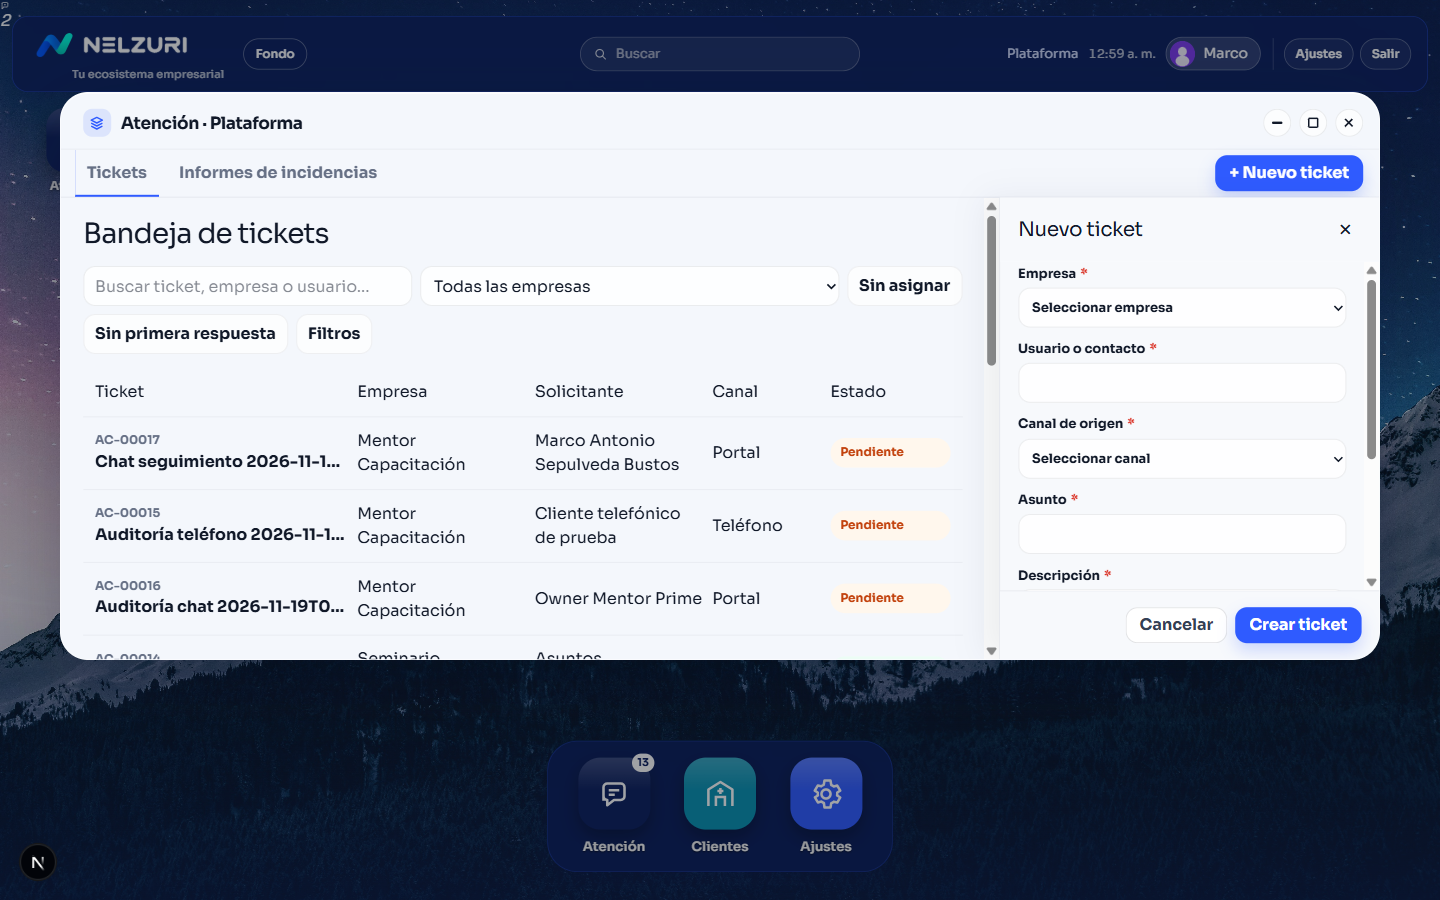 2
NELZURI
Tu ecosistema empresarial
Fondo
Buscar
Plataforma 12:59 a. m. Marco Ajustes Salir
Atención · Plataforma
Tickets Informes de incidencias + Nuevo ticket
Bandeja de tickets
Buscar ticket, empresa o usuario... Todas las empresas Sin asignar
Sin primera respuesta Filtros
Ticket Empresa Solicitante Canal Estado
AC-00017
Chat seguimiento 2026-11-1...
Mentor
Capacitación
Marco Antonio
Sepulveda Bustos
Portal
Pendiente
AC-00015
Auditoría teléfono 2026-11-1...
Mentor
Capacitación
Cliente telefónico
de prueba
Teléfono
Pendiente
AC-00016
Auditoría chat 2026-11-19T0...
Mentor
Capacitación
Owner Mentor Prime
Portal
Pendiente
AC-00014
Seminario
Asuntos
Nuevo ticket
Empresa *
Seleccionar empresa
Usuario o contacto *
Canal de origen *
Seleccionar canal
Asunto *
Descripción *
Cancelar Crear ticket
13
Atención Clientes Ajustes
N